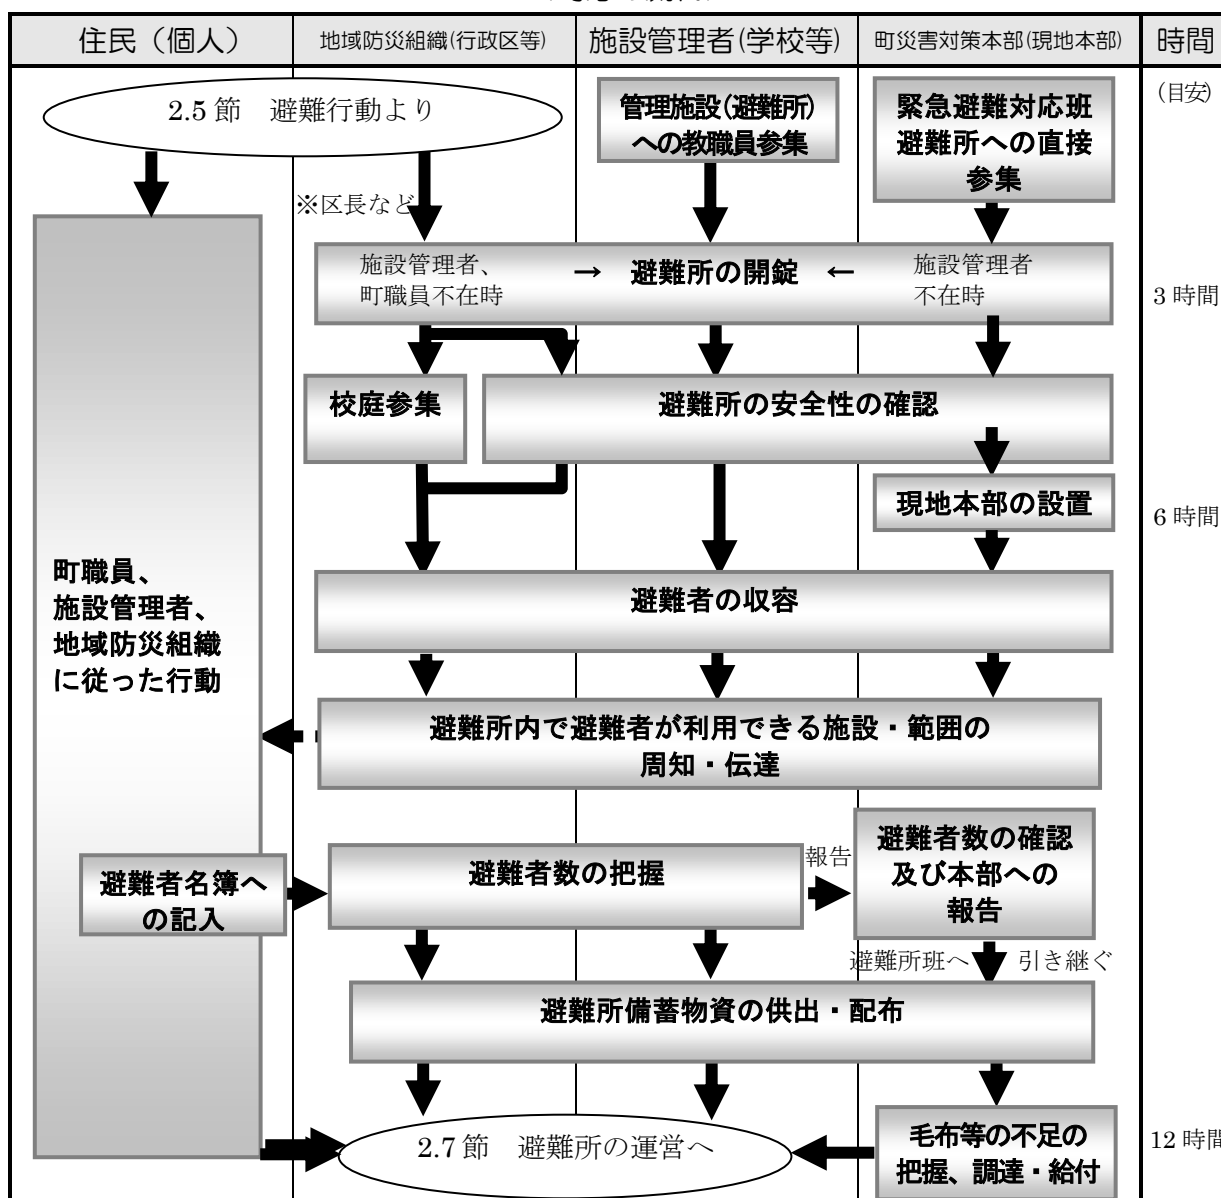 住民（個人）
地域防災組織(行政区等)
施設管理者(学校等)
町災害対策本部(現地本部)
時間
(目安)
2.5 節　避難行動より
管理施設(避難所)
への教職員参集
緊急避難対応班
避難所への直接
参集
※区長など
施設管理者、
町職員不在時
→
避難所の開錠
←
施設管理者
不在時
3 時間
校庭参集
避難所の安全性の確認
現地本部の設置
6 時間
町職員、
施設管理者、
地域防災組織
に従った行動
避難者の収容
避難所内で避難者が利用できる施設・範囲の
周知・伝達
避難者名簿へ
の記入
避難者数の把握
報告
避難者数の確認
及び本部への
報告
避難所班へ
引き継ぐ
避難所備蓄物資の供出・配布
2.7 節　避難所の運営へ
毛布等の不足の
把握、調達・給付
12 時間